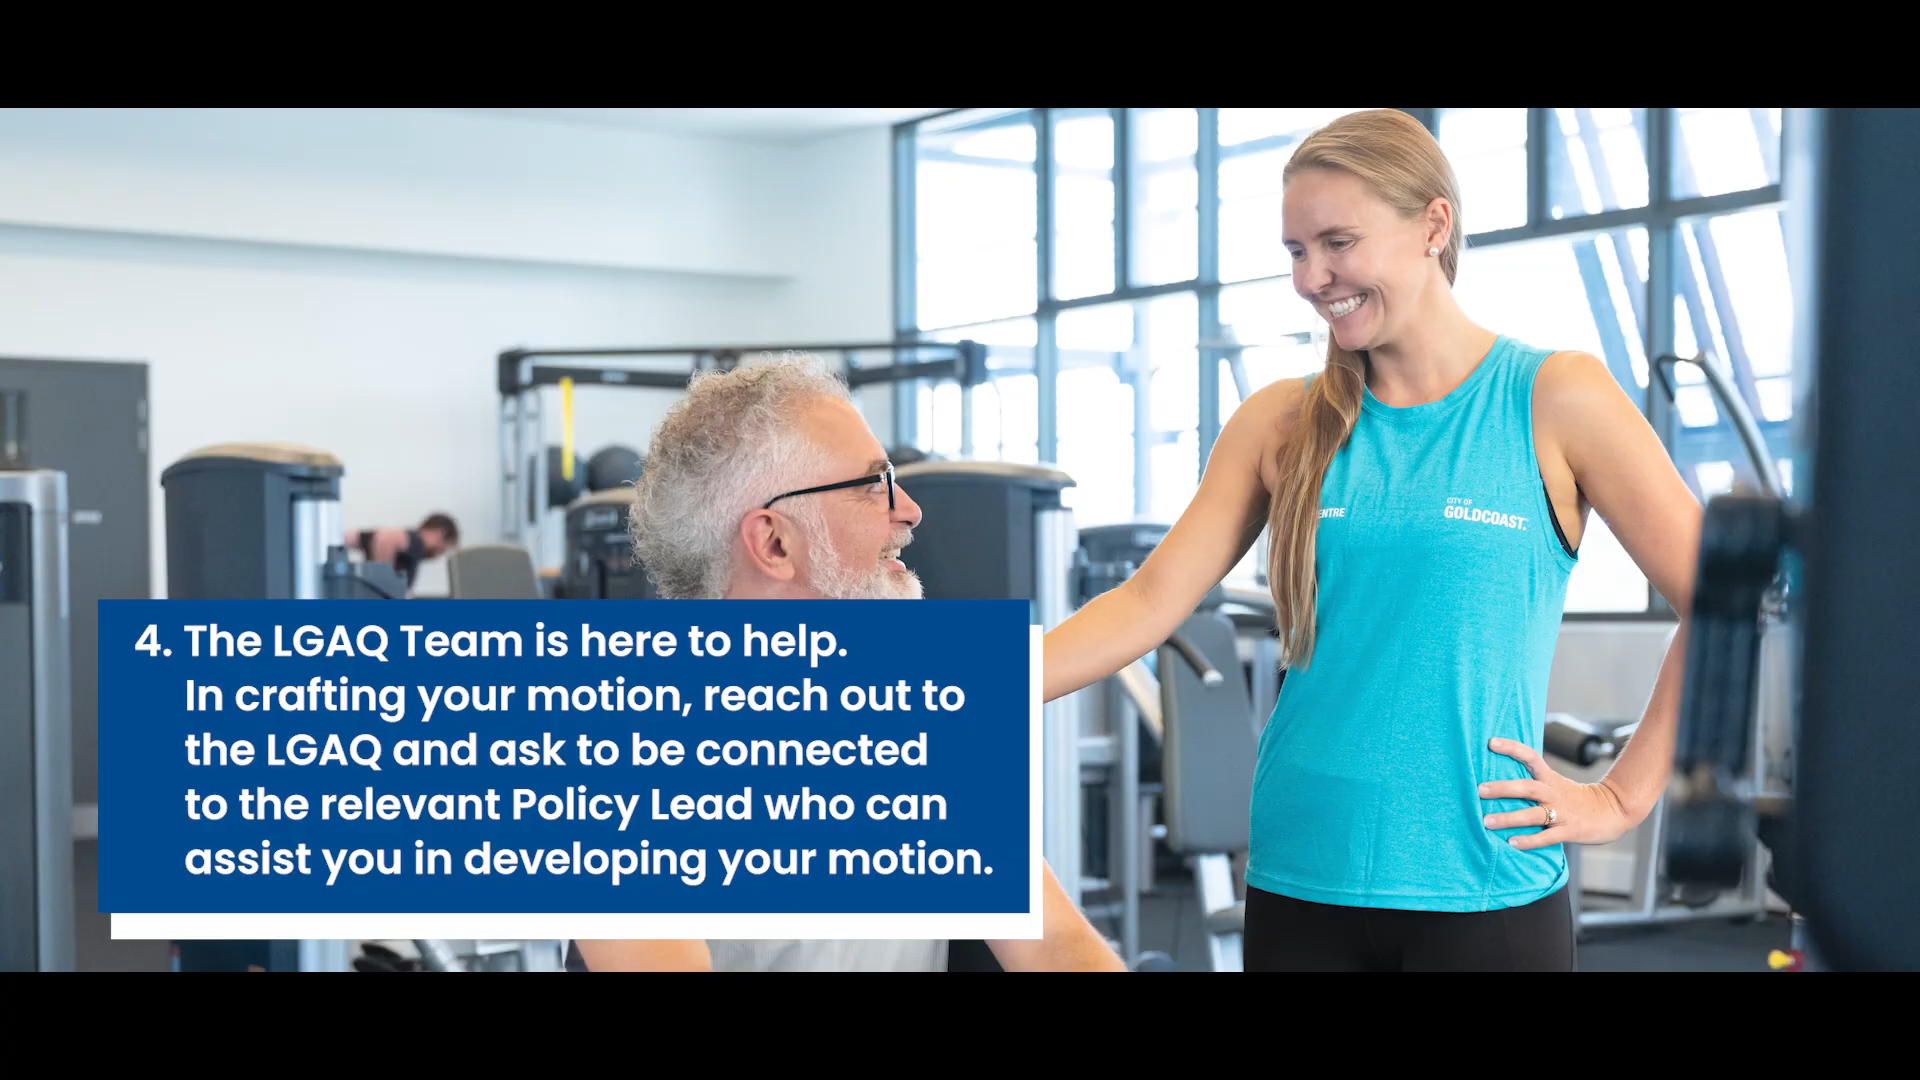 CITY OF
ENTRE
GOLDCOAST.
4. The LGAQ Team is here to help.
In crafting your motion, reach out to
the LGAQ and ask to be connected
to the relevant Policy Lead who can
assist you in developing your motion.